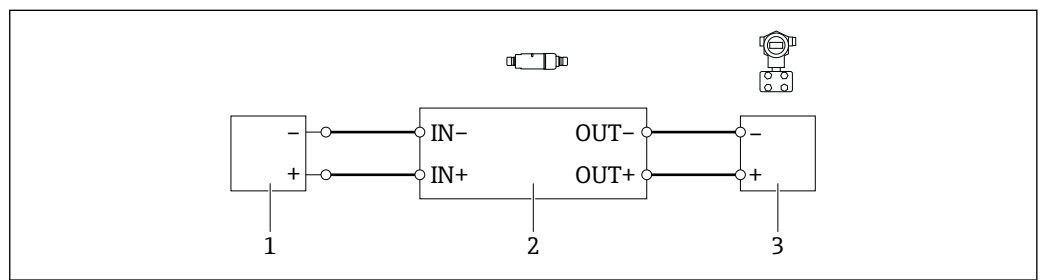 − IN− OUT− −
+ IN+ OUT+ +
1 2 3